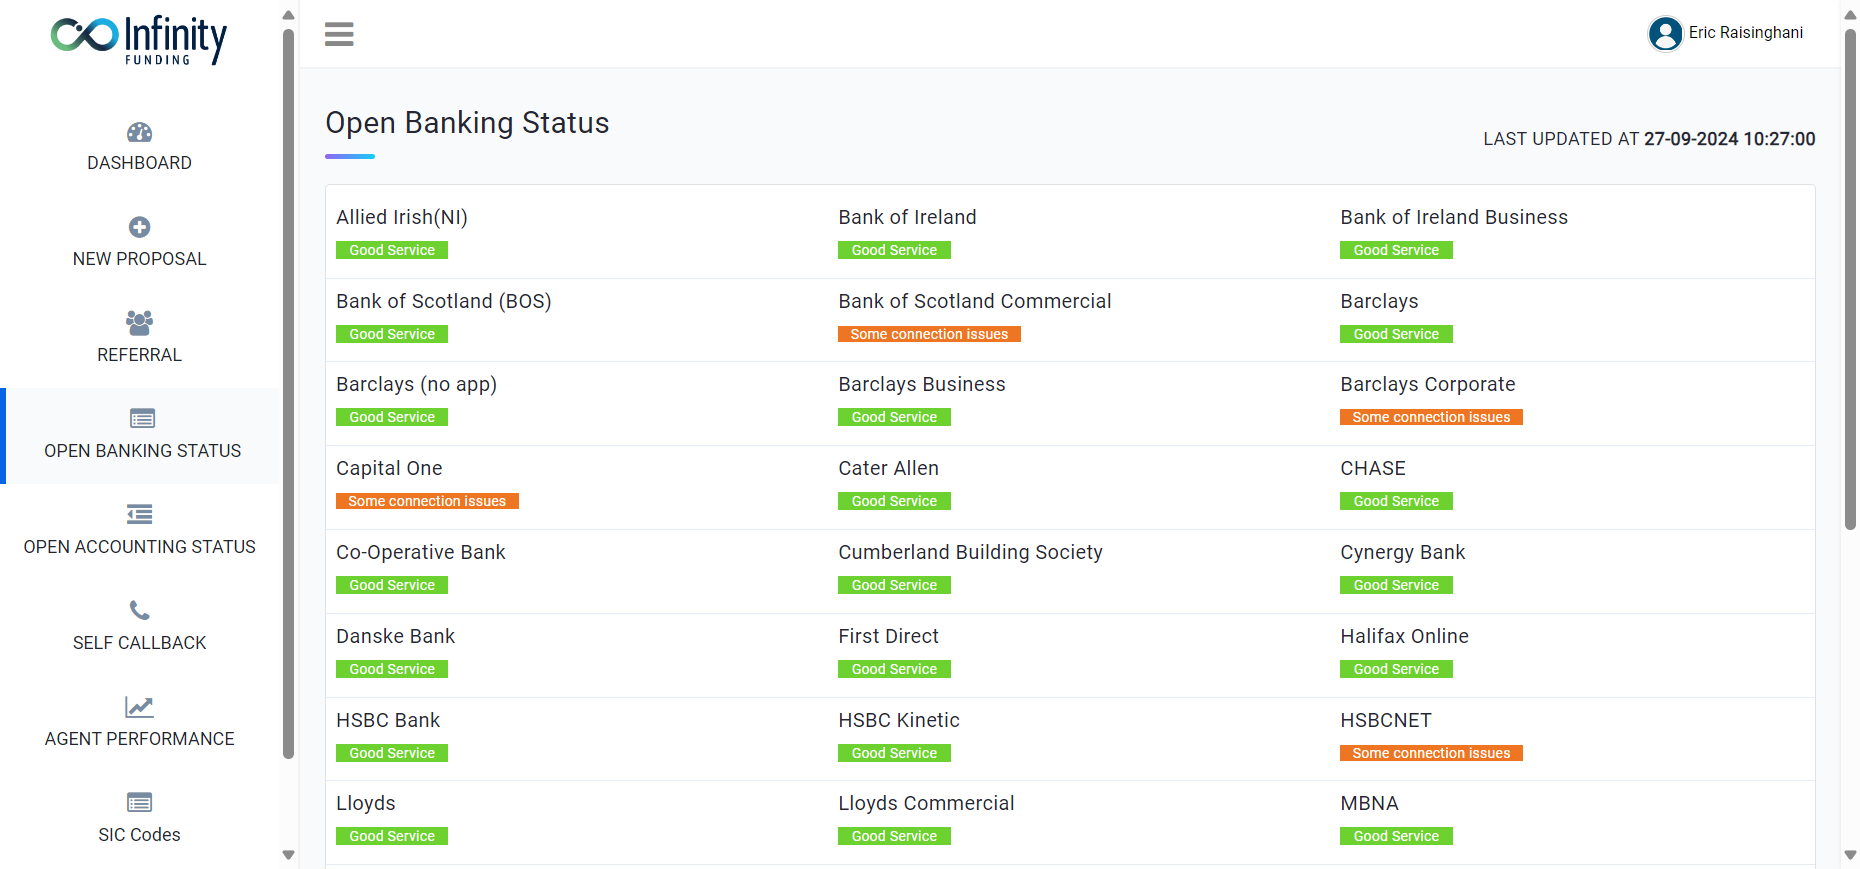 Infinity
FUNDING
Eric Raisinghani
DASHBOARD
NEW PROPOSAL
REFERRAL
OPEN BANKING STATUS
OPEN ACCOUNTING STATUS
SELF CALLBACK
AGENT PERFORMANCE
SIC Codes
Open Banking Status
LAST UPDATED AT 27-09-2024 10:27:00
Allied Irish(NI)
Good Service
Bank of Ireland
Good Service
Bank of Ireland Business
Good Service
Bank of Scotland (BOS)
Good Service
Bank of Scotland Commercial
Some connection issues
Barclays
Good Service
Barclays (no app)
Good Service
Barclays Business
Good Service
Barclays Corporate
Some connection issues
Capital One
Some connection issues
Cater Allen
Good Service
CHASE
Good Service
Co-Operative Bank
Good Service
Cumberland Building Society
Good Service
Cynergy Bank
Good Service
Danske Bank
Good Service
First Direct
Good Service
Halifax Online
Good Service
HSBC Bank
Good Service
HSBC Kinetic
Good Service
HSBCNET
Some connection issues
Lloyds
Good Service
Lloyds Commercial
Good Service
MBNA
Good Service